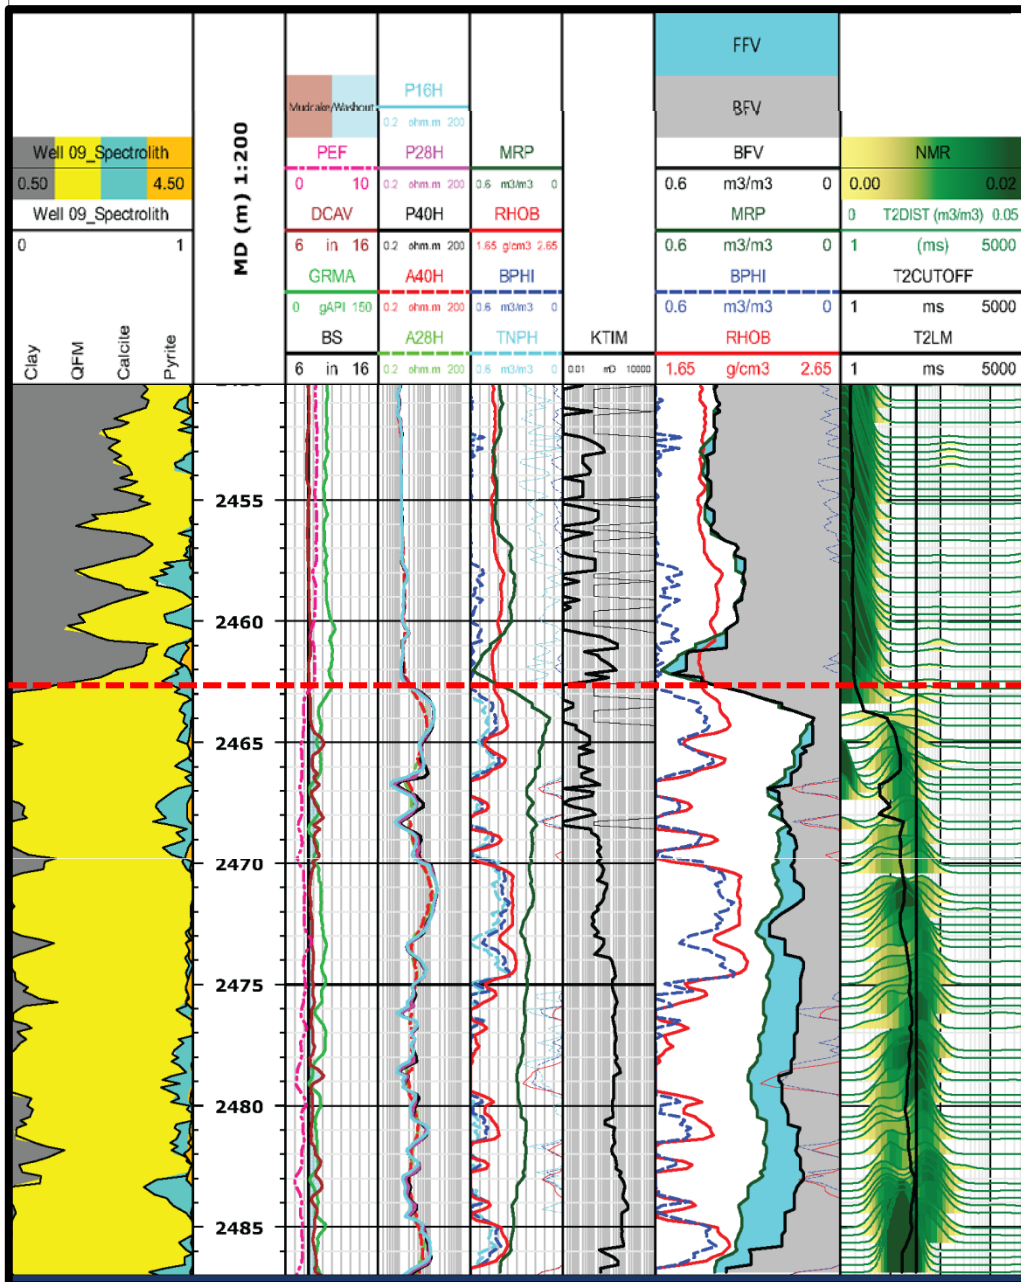 Well 09_Spectrolith
0.50 4.50
Well 09_Spectrolith
0 1
Clay
QFM
Calcite
Pyrite
MD (m) 1:200
Mudcake/Washout
PEF
0 10
DCAV
6 in 16
GRMA
0 gAPI 150
BS
6 in 16
P16H
0.2 ohm.m 200
P28H
0.2 ohm.m 200
P40H
0.2 ohm.m 200
A40H
0.2 ohm.m 200
A28H
0.2 ohm.m 200
MRP
0.6 m3/m3 0
RHOB
1.65 g/cm3 2.65
BPHI
0.6 m3/m3 0
TNPH
0.6 m3/m3 0
KTIM
0.01 mD 10000
FFV
BFV
BFV
0.6 m3/m3 0
MRP
0.6 m3/m3 0
BPHI
0.6 m3/m3 0
RHOB
1.65 g/cm3 2.65
NMR
0.00 0.02
0 T2DIST (m3/m3) 0.05
1 (ms) 5000
T2CUTOFF
1 ms 5000
T2LM
1 ms 5000
2455
2460
2465
2470
2475
2480
2485